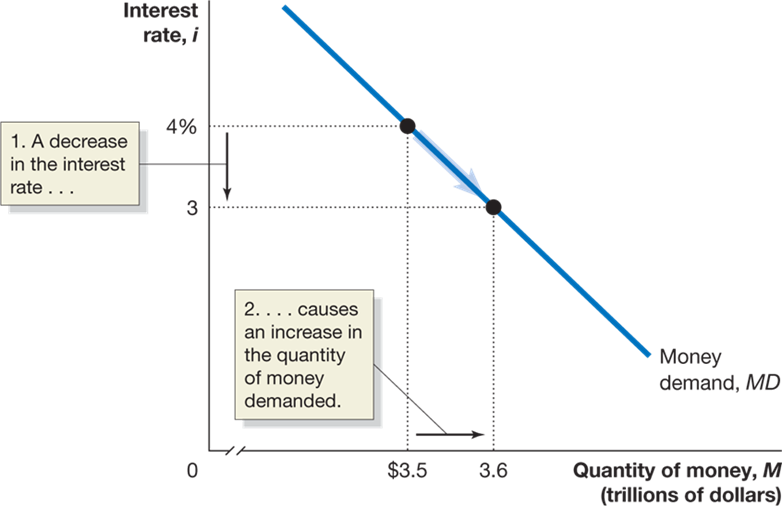 Interest
rate, i
4%
1. A decrease
in the interest
rate . . .
3
2. . . . causes
an increase in
the quantity
of money
demanded.
Money
demand, MD
0
$3.5
3.6
Quantity of money, M
(trillions of dollars)